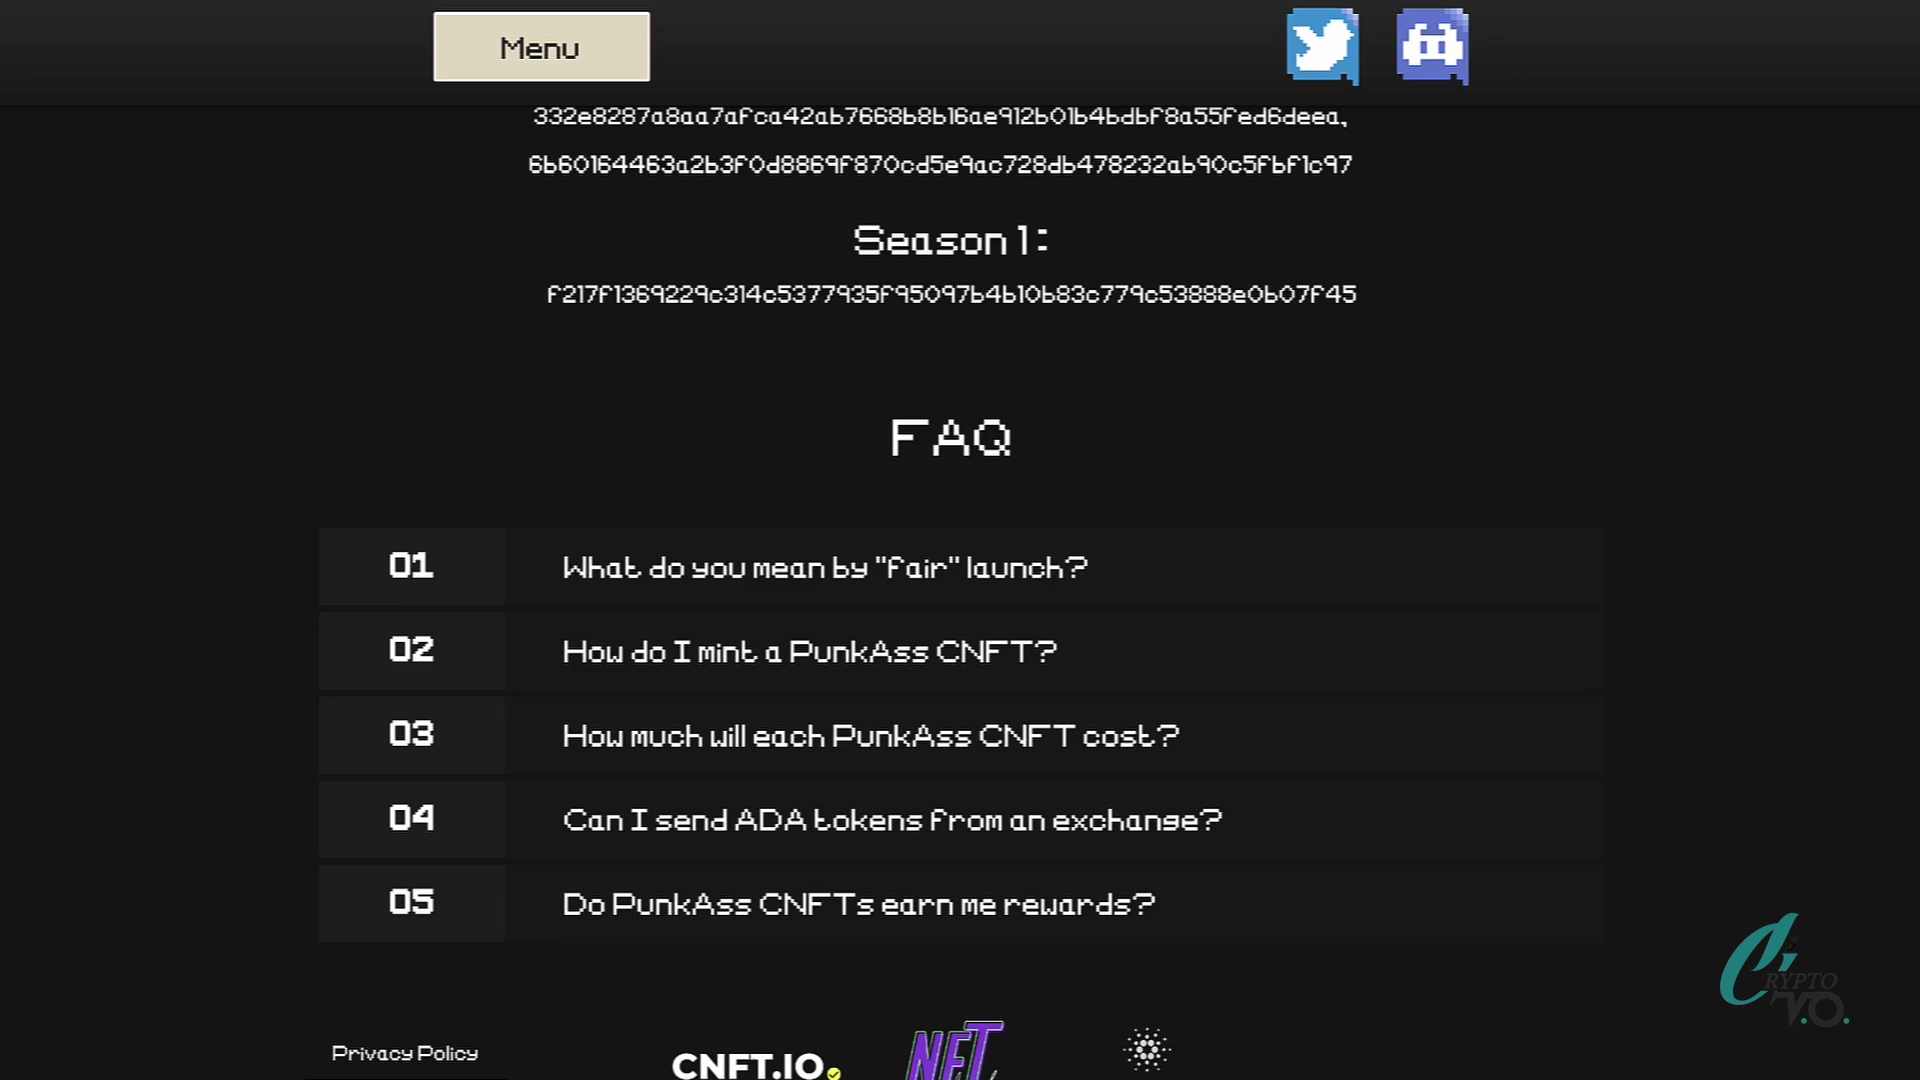 Menu
332e8287a8aa7afca42ab7668b8b16ae912b01b4bdbf8a55fed6deea,
6b60164463a2b3f0d8869f870cd5e9ac728db478232ab90c5fbf1c97
Season 1:
f217f1369229c314c5377935f95097b4b10b83c779c53888e0b07f45
FAQ
01 What do you mean by "fair" launch?
02 How do I mint a PunkAss CNFT?
03 How much will each PunkAss CNFT cost?
04 Can I send ADA tokens from an exchange?
05 Do PunkAss CNFTs earn me rewards?
CRYPTO
V.O.
Privacy Policy
CNFT.IO
NFT